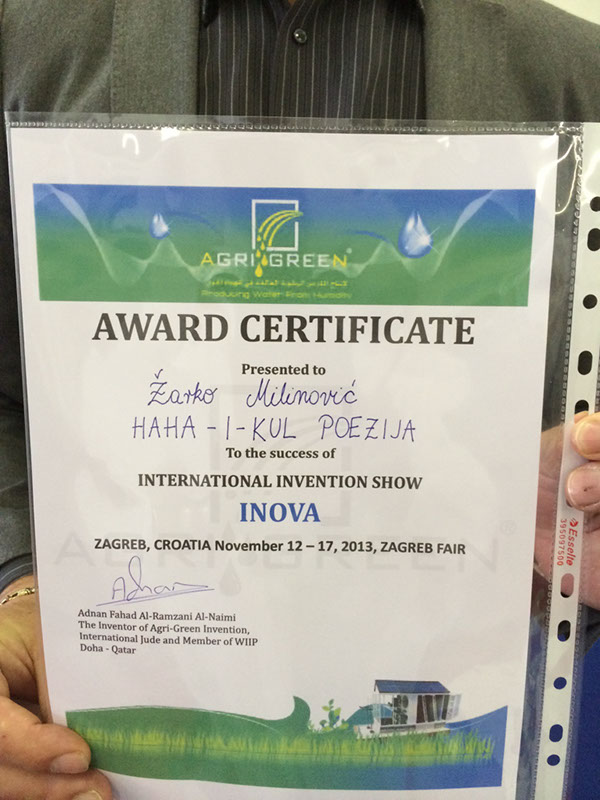 AGRI GREEN®
Producing Water From Humidity
AWARD CERTIFICATE
Presented to
Žarko Milinović
HAHA-I-KUL POEZIJA
To the success of
INTERNATIONAL INVENTION SHOW
INOVA
ZAGREB, CROATIA November 12 – 17, 2013, ZAGREB FAIR
Adnan
Adnan Fahad Al-Ramzani Al-Naimi
The Inventor of Agri-Green Invention,
International Jude and Member of WIIP
Doha - Qatar
AGRI GREEN®
Esselte
395097500